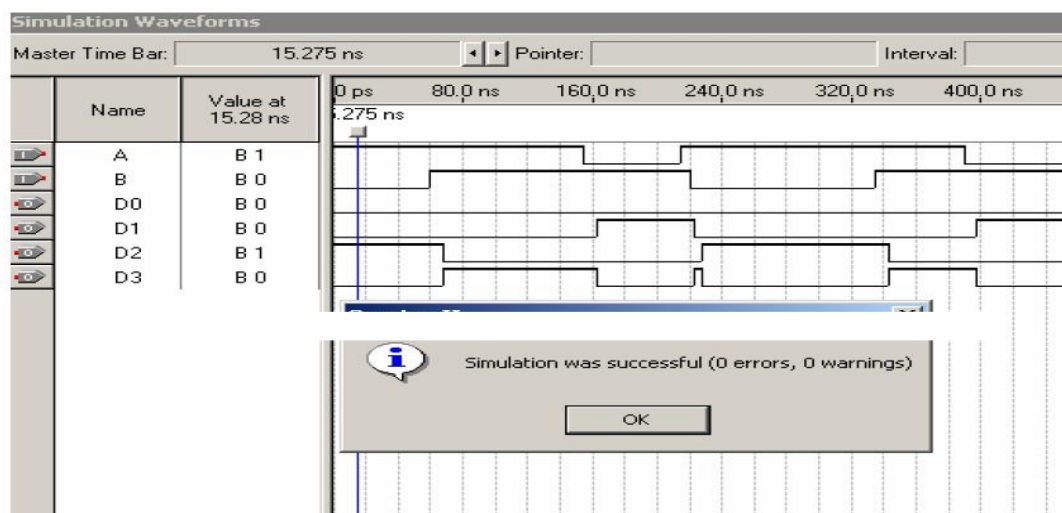 Simulation Waveforms
Master Time Bar: 15.275 ns Pointer: Interval:
Name Value at 15.28 ns
0 ps 80.0 ns 160.0 ns 240.0 ns 320.0 ns 400.0 ns
.275 ns
A B 1
B B 0
D0 B 0
D1 B 0
D2 B 1
D3 B 0
Simulation was successful (0 errors, 0 warnings)
OK